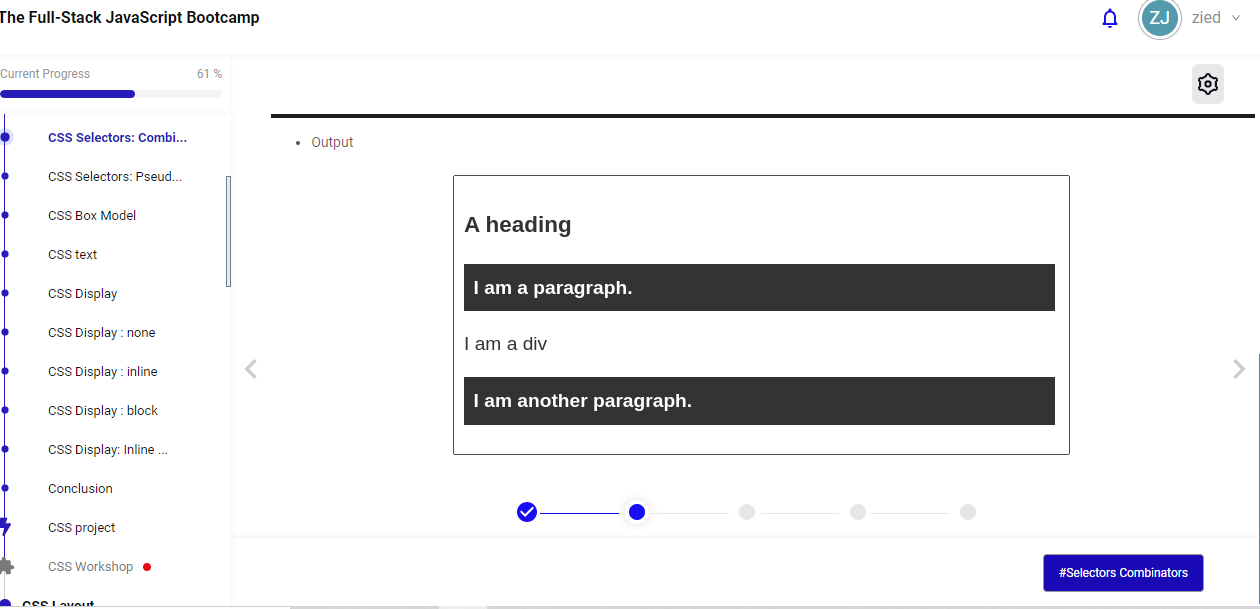 The Full-Stack JavaScript Bootcamp
ZJ
zied
Current Progress
61 %
CSS Selectors: Combi...
CSS Selectors: Pseud...
CSS Box Model
CSS text
CSS Display
CSS Display : none
CSS Display : inline
CSS Display : block
CSS Display: Inline ...
Conclusion
CSS project
CSS Workshop
CSS Layout
Output
A heading
I am a paragraph.
I am a div
I am another paragraph.
#Selectors Combinators